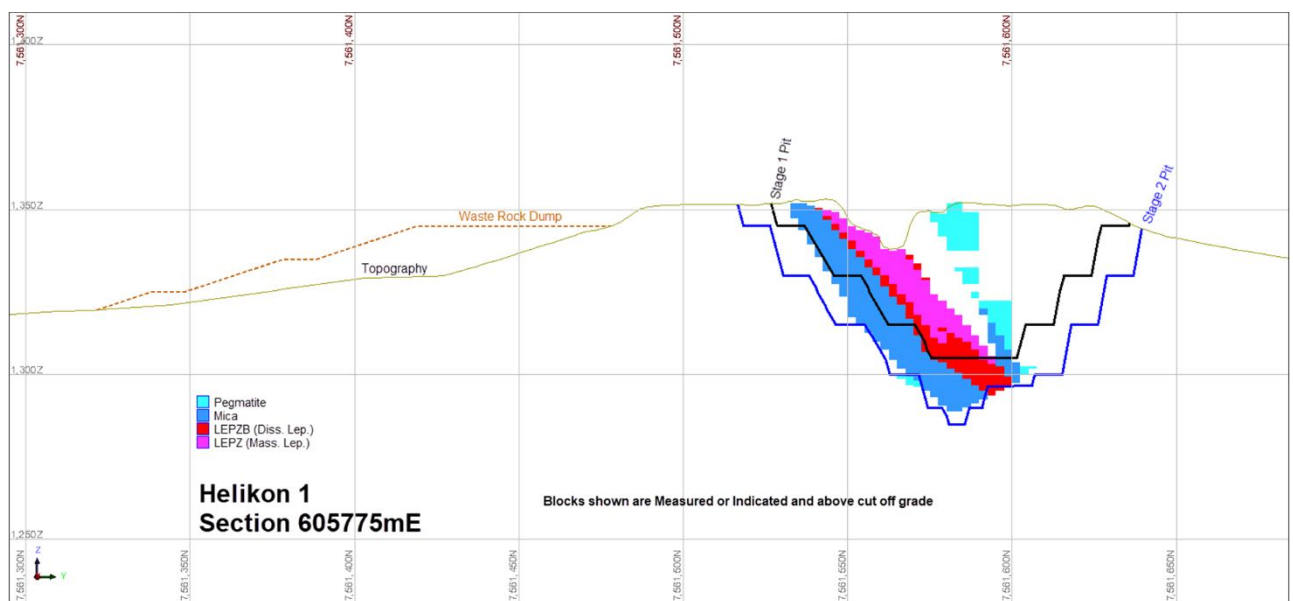 7,561,300N
7,561,400N
7,561,500N
7,561,600N
1,400Z
1,350Z
1,300Z
1,250Z
Waste Rock Dump
Topography
Stage 1 Pit
Stage 2 Pit
Pegmatite
Mica
LEPZB (Diss. Lep.)
LEPZ (Mass. Lep.)
Helikon 1
Section 605775mE
Blocks shown are Measured or Indicated and above cut off grade
Z
Y
7,561,300N
7,561,350N
7,561,400N
7,561,450N
7,561,500N
7,561,550N
7,561,600N
7,561,650N